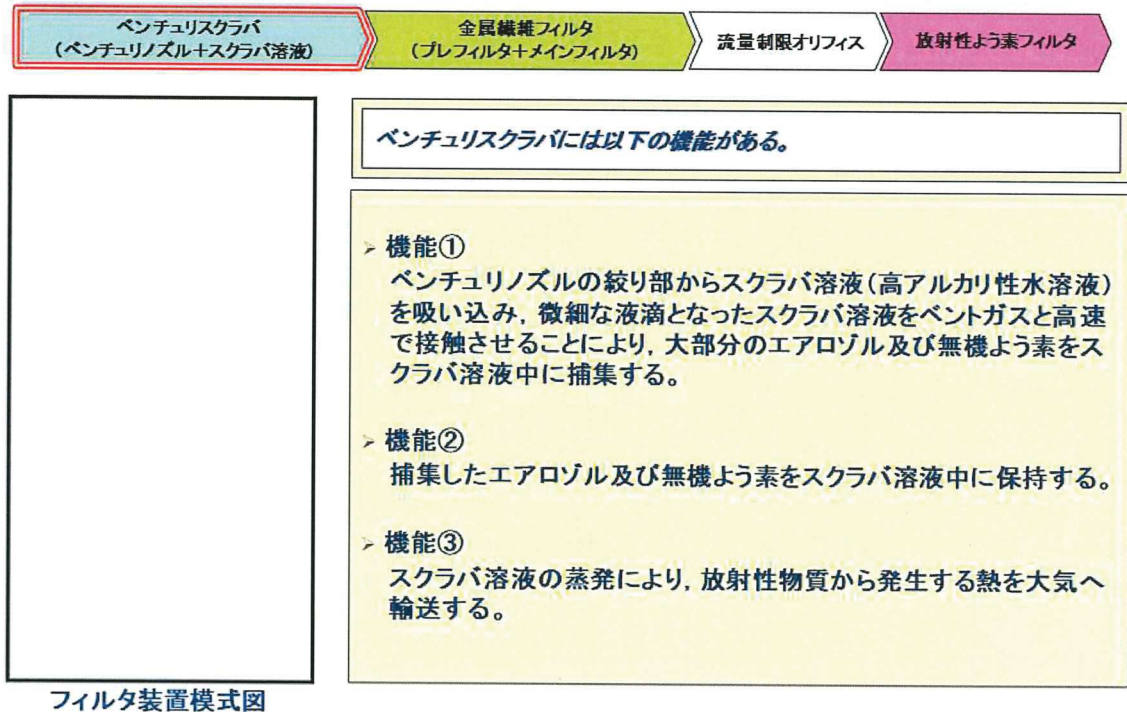 ベンチュリスクラバ
(ベンチュリノズル+スクラバ溶液)
金属繊維フィルタ
(プレフィルタ+メインフィルタ)
流量制限オリフィス
放射性よう素フィルタ
ベンチュリスクラバには以下の機能がある。
➢ 機能①
ベンチュリノズルの絞り部からスクラバ溶液(高アルカリ性水溶液)
を吸い込み, 微細な液滴となったスクラバ溶液をベントガスと高速
で接触させることにより, 大部分のエアロゾル及び無機よう素をス
クラバ溶液中に捕集する。
➢ 機能②
捕集したエアロゾル及び無機よう素をスクラバ溶液中に保持する。
➢ 機能③
スクラバ溶液の蒸発により, 放射性物質から発生する熱を大気へ
輸送する。
フィルタ装置模式図